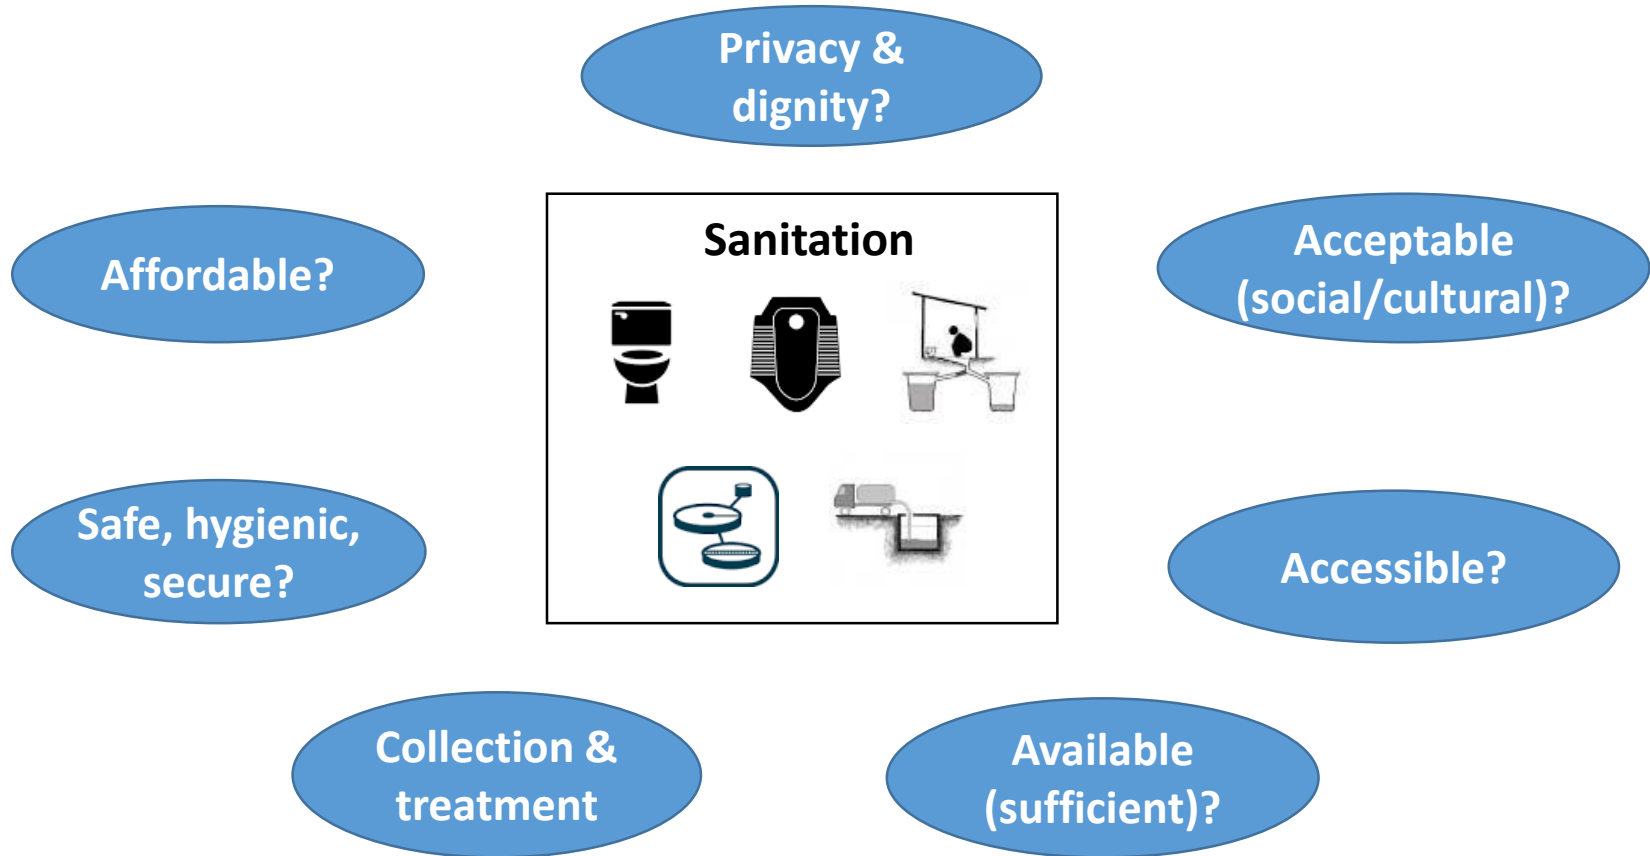 Privacy &
dignity?
Sanitation
Affordable?
Acceptable
(social/cultural)?
Safe, hygienic,
secure?
Accessible?
Collection &
treatment
Available
(sufficient)?